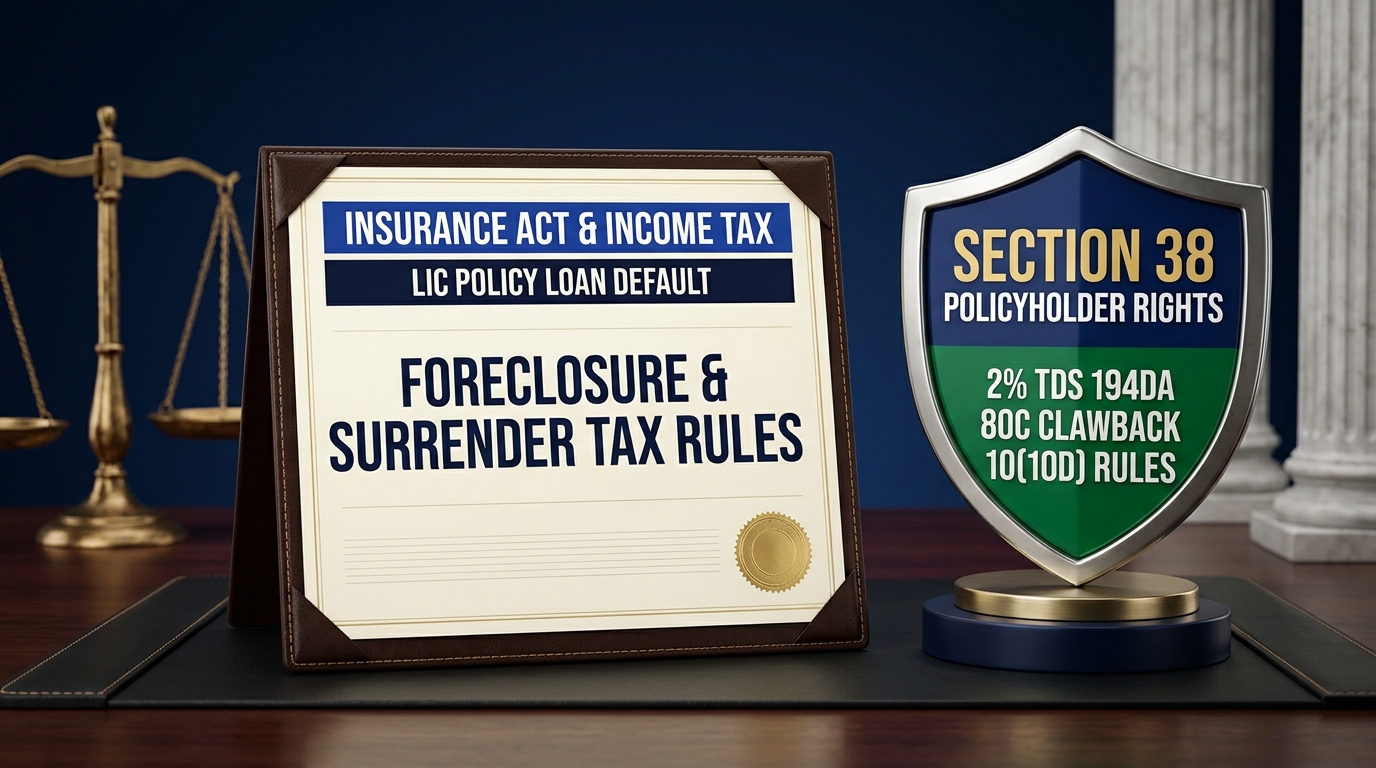 INSURANCE ACT & INCOME TAX
LIC POLICY LOAN DEFAULT
FORECLOSURE &
SURRENDER TAX RULES
SECTION 38
POLICYHOLDER RIGHTS
2% TDS 194DA
80C CLAWBACK
10(10D) RULES